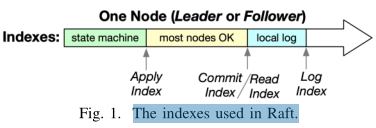 One Node (Leader or Follower)
Indexes: state machine most nodes OK local log
Apply Index Commit Index / Read Index Log Index
Fig. 1. The indexes used in Raft.